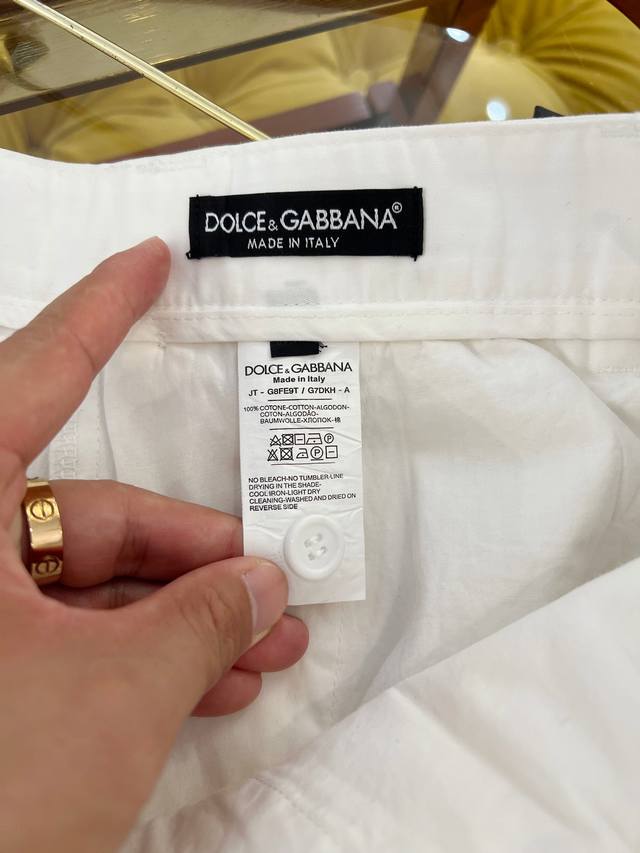 DOLCE&GABBANA®
MADE IN ITALY
DOLCE&GABBANA
Made in Italy
JT - G8FE9T / G7DKH - A
100% COTONE-COTTON-ALGODON-
COTON-ALGODÃO-
BAUMWOLLE-ХЛОПОК-棉
NO BLEACH-NO TUMBLER-LINE
DRYING IN THE SHADE-
COOL IRON-LIGHT DRY
CLEANING-WASHED AND DRIED ON
REVERSE SIDE